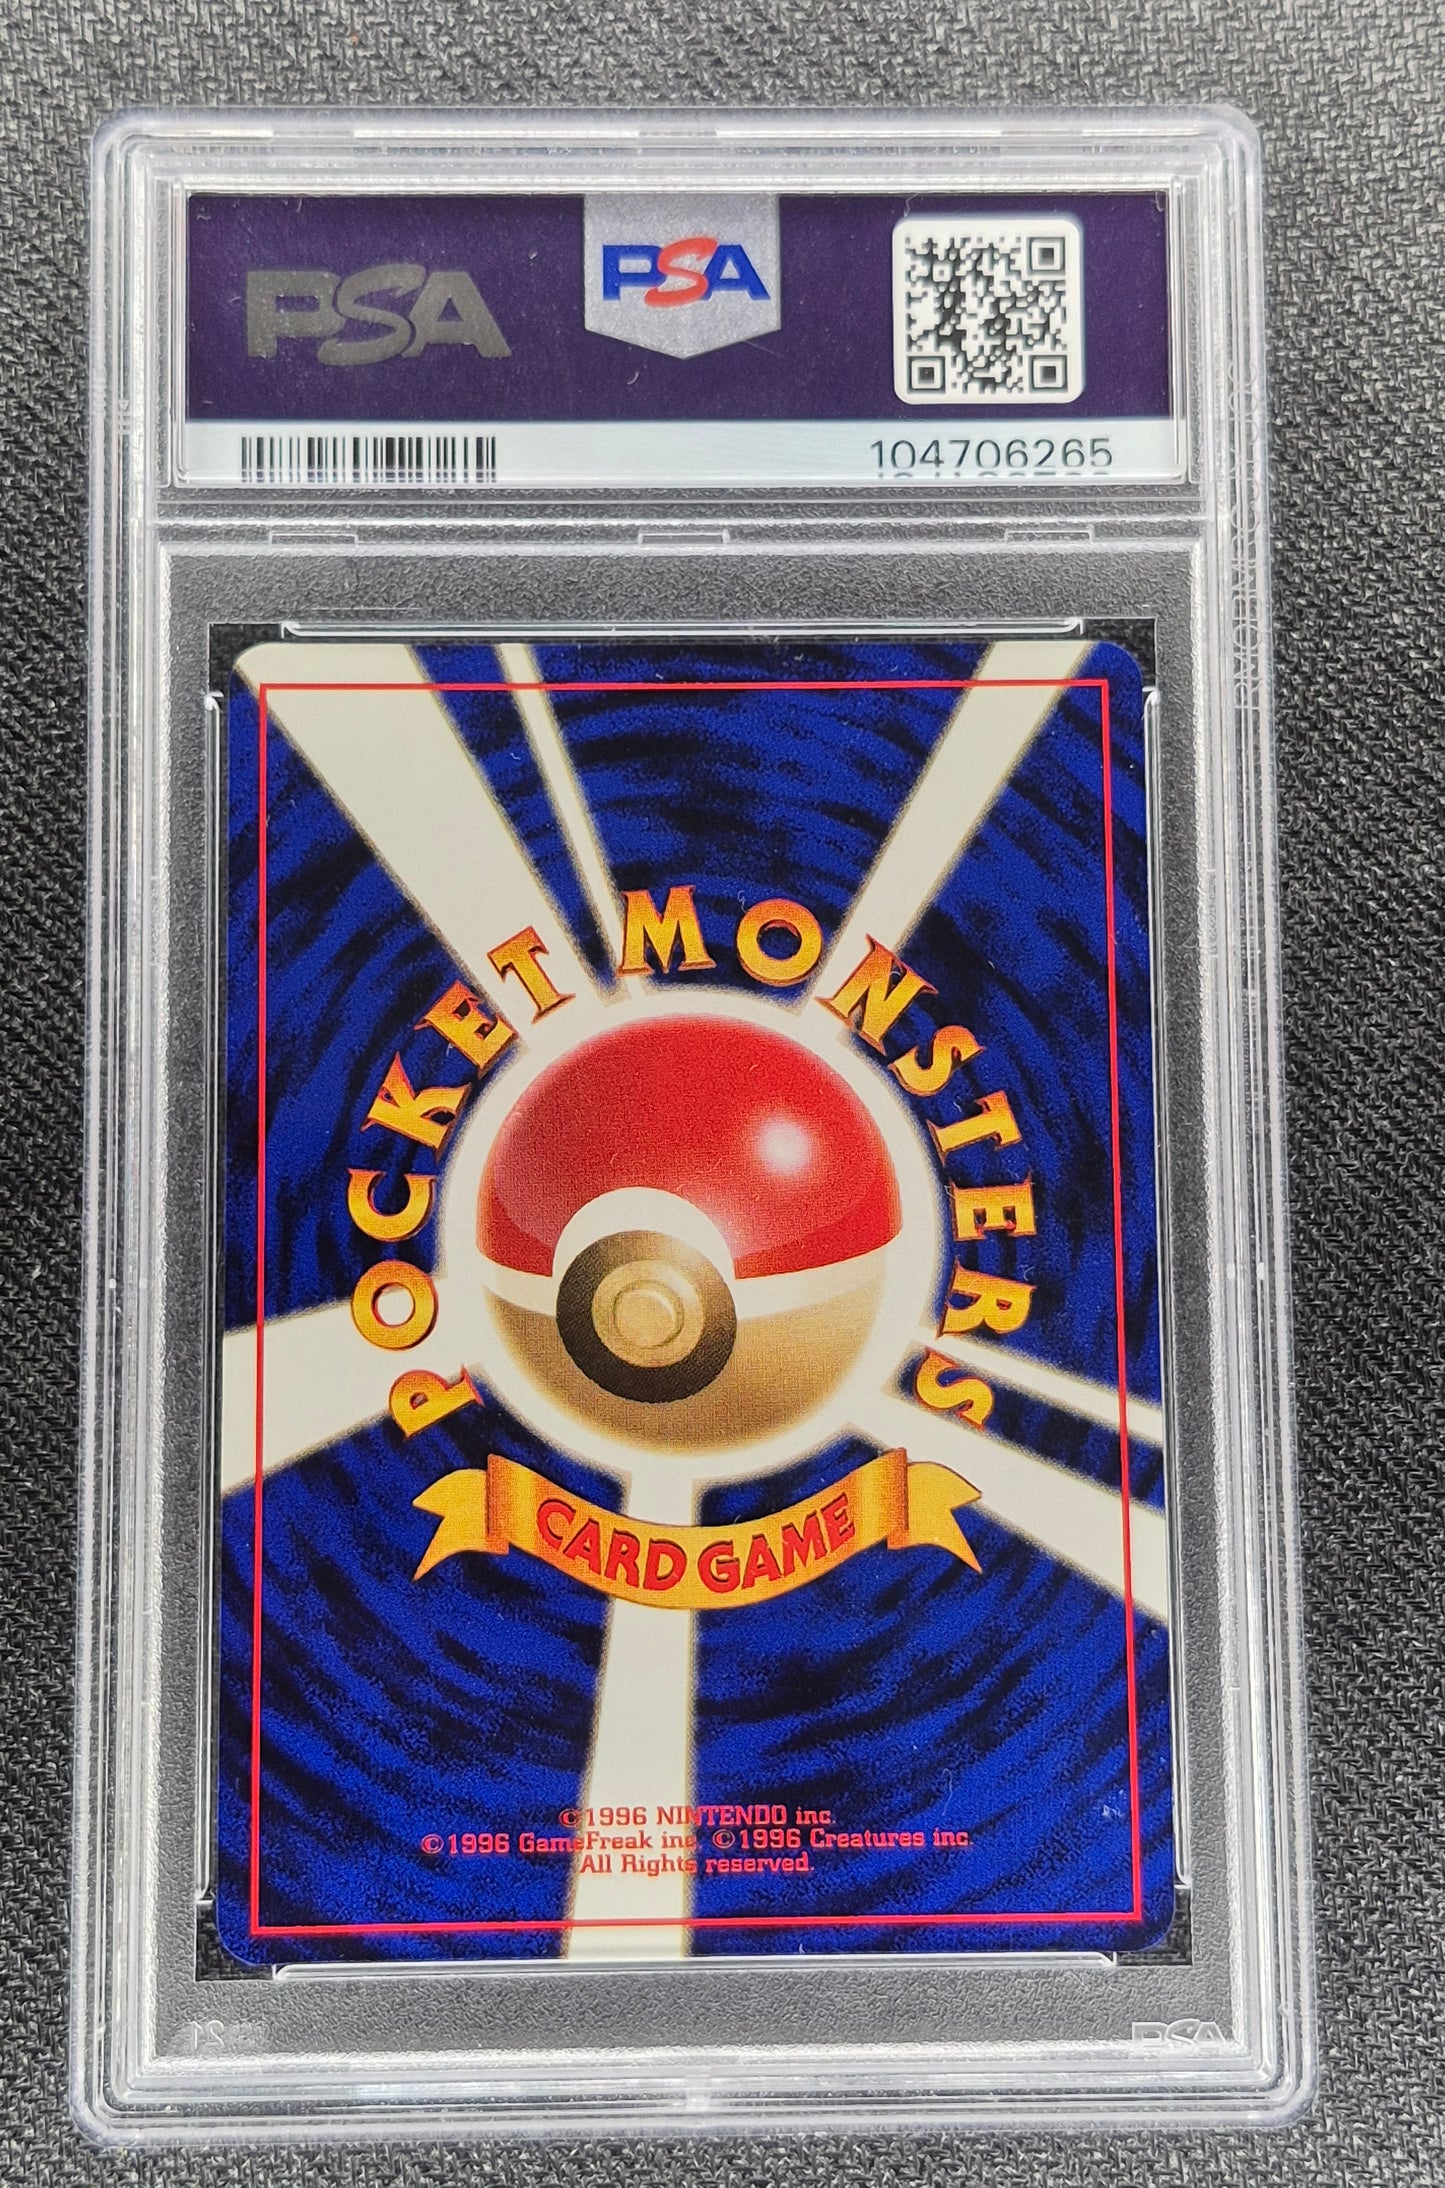 PSA
PSA
104706265
POCKET MONSTERS
CARD GAME
©1996 NINTENDO inc.
©1996 GameFreak inc. ©1996 Creatures inc.
All Rights reserved.
PSA